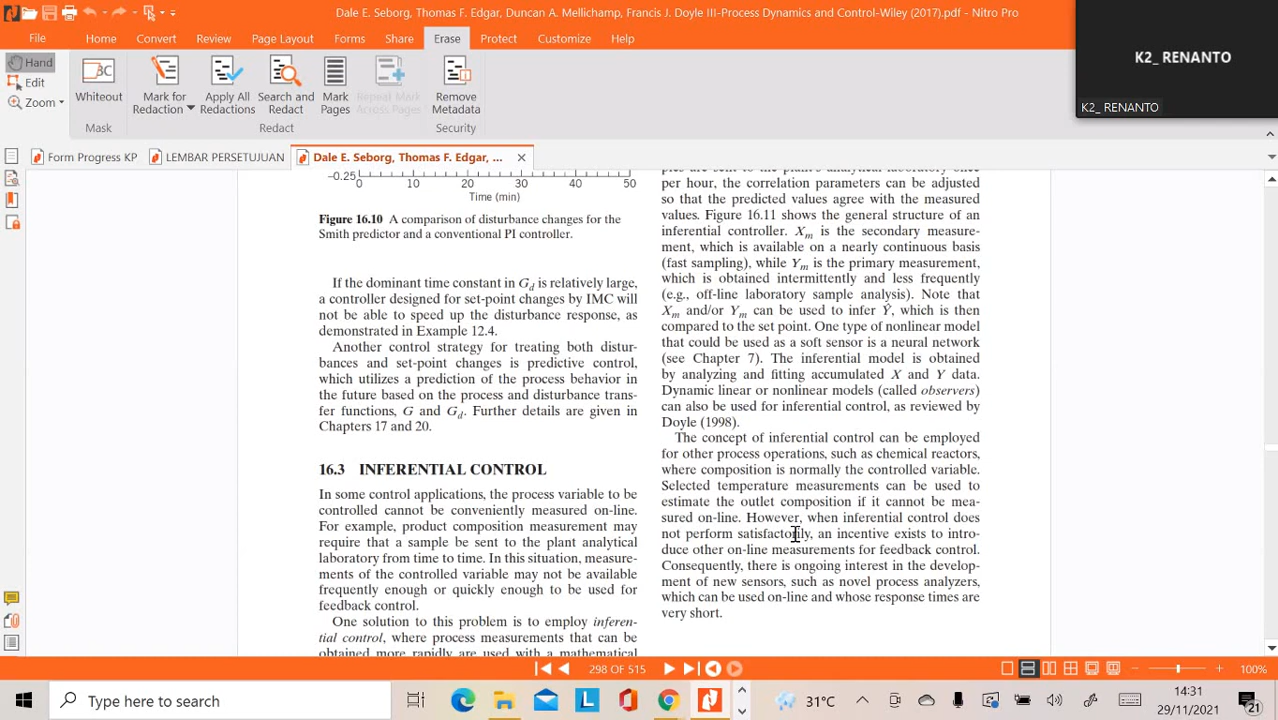 Dale E. Seborg, Thomas F. Edgar, Duncan A. Mellichamp, Francis J. Doyle III-Process Dynamics and Control-Wiley (2017).pdf - Nitro Pro
File
Home
Convert
Review
Page Layout
Forms
Share
Erase
Protect
Customize
Help
K2_ RENANTO
K2_ RENANTO
Hand
Edit
Zoom
Whiteout
Mark for
Redaction
Apply All
Redactions
Search and
Redact
Mark
Pages
Repeat Mark
Across Pages
Remove
Metadata
Mask
Redact
Security
Form Progress KP
LEMBAR PERSETUJUAN
Dale E. Seborg, Thomas F. Edgar, ...
−0.25
0 10 20 30 40 50
Time (min)
Figure 16.10 A comparison of disturbance changes for the
Smith predictor and a conventional PI controller.
If the dominant time constant in Gd is relatively large,
a controller designed for set-point changes by IMC will
not be able to speed up the disturbance response, as
demonstrated in Example 12.4.
Another control strategy for treating both distur-
bances and set-point changes is predictive control,
which utilizes a prediction of the process behavior in
the future based on the process and disturbance trans-
fer functions, G and Gd. Further details are given in
Chapters 17 and 20.
16.3 INFERENTIAL CONTROL
In some control applications, the process variable to be
controlled cannot be conveniently measured on-line.
For example, product composition measurement may
require that a sample be sent to the plant analytical
laboratory from time to time. In this situation, measure-
ments of the controlled variable may not be available
frequently enough or quickly enough to be used for
feedback control.
One solution to this problem is to employ inferen-
tial control, where process measurements that can be
obtained more rapidly are used with a mathematical
ples are sent to the plant's analytical laboratory once
per hour, the correlation parameters can be adjusted
so that the predicted values agree with the measured
values. Figure 16.11 shows the general structure of an
inferential controller. Xm is the secondary measure-
ment, which is available on a nearly continuous basis
(fast sampling), while Ym is the primary measurement,
which is obtained intermittently and less frequently
(e.g., off-line laboratory sample analysis). Note that
Xm and/or Ym can be used to infer Ŷ, which is then
compared to the set point. One type of nonlinear model
that could be used as a soft sensor is a neural network
(see Chapter 7). The inferential model is obtained
by analyzing and fitting accumulated X and Y data.
Dynamic linear or nonlinear models (called observers)
can also be used for inferential control, as reviewed by
Doyle (1998).
The concept of inferential control can be employed
for other process operations, such as chemical reactors,
where composition is normally the controlled variable.
Selected temperature measurements can be used to
estimate the outlet composition if it cannot be mea-
sured on-line. However, when inferential control does
not perform satisfactorily, an incentive exists to intro-
duce other on-line measurements for feedback control.
Consequently, there is ongoing interest in the develop-
ment of new sensors, such as novel process analyzers,
which can be used on-line and whose response times are
very short.
298 OF 515
100%
Type here to search
31°C
14:31
29/11/2021
21